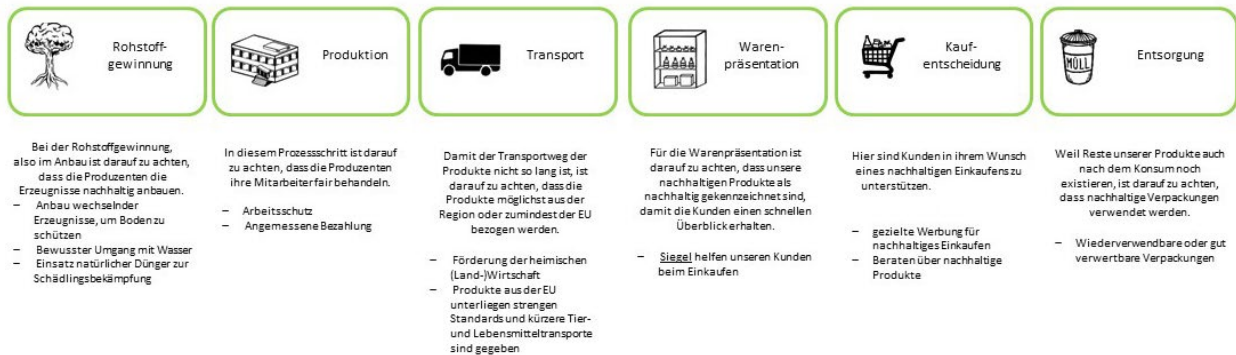 Rohstoff-
gewinnung
Produktion
Transport
Waren-
präsentation
Kauf-
entscheidung
MÜLL
Entsorgung
Bei der Rohstoffgewinnung,
also im Anbau ist darauf zu achten,
dass die Produzenten die
Erzeugnisse nachhaltig anbauen.
– Anbau wechselnder
Erzeugnisse, um Boden zu
schützen
– Bewusster Umgang mit Wasser
– Einsatz natürlicher Dünger zur
Schädlingsbekämpfung
In diesem Prozessschritt ist darauf
zu achten, dass die Produzenten
ihre Mitarbeiter fair behandeln.
– Arbeitsschutz
– Angemessene Bezahlung
Damit der Transportweg der
Produkte nicht so lang ist, ist
darauf zu achten, dass die
Produkte möglichst aus der
Region oder zumindest der EU
bezogen werden.
– Förderung der heimischen
(Land-)Wirtschaft
– Produkte aus der EU
unterliegen strengen
Standards und kürzere Tier-
und Lebensmitteltransporte
sind gegeben
Für die Warenpräsentation ist
darauf zu achten, dass unsere
nachhaltigen Produkte als
nachhaltig gekennzeichnet sind,
damit die Kunden einen schnellen
Überblick erhalten.
– Siegel helfen unseren Kunden
beim Einkaufen
Hier sind Kunden in ihrem Wunsch
eines nachhaltigen Einkaufens zu
unterstützen.
– gezielte Werbung für
nachhaltiges Einkaufen
– Beraten über nachhaltige
Produkte
Weil Reste unserer Produkte auch
nach dem Konsum noch
existieren, ist darauf zu achten,
dass nachhaltige Verpackungen
verwendet werden.
– Wiederverwendbare oder gut
verwertbare Verpackungen